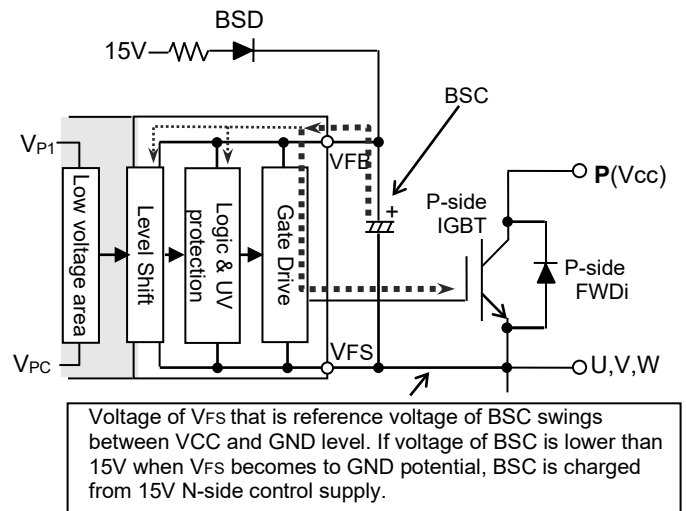 BSD
15V
BSC
VP1
VFB
P(Vcc)
+
P-side
IGBT
Low voltage area
Level Shift
Logic & UV
protection
Gate Drive
P-side
FWDi
VPC
VFS
U,V,W
Voltage of VFS that is reference voltage of BSC swings
between VCC and GND level. If voltage of BSC is lower than
15V when VFS becomes to GND potential, BSC is charged
from 15V N-side control supply.